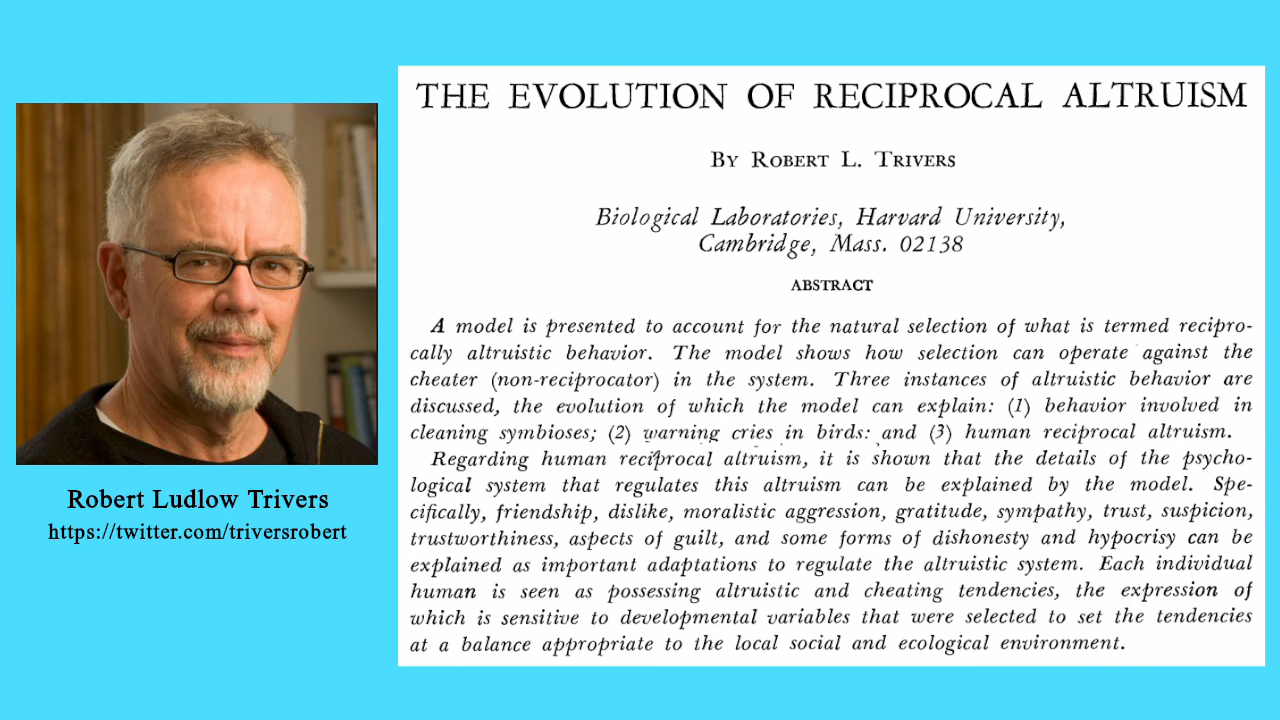 THE EVOLUTION OF RECIPROCAL ALTRUISM
BY ROBERT L. TRIVERS
Biological Laboratories, Harvard University,
Cambridge, Mass. 02138
ABSTRACT
A model is presented to account for the natural selection of what is termed recipro-
cally altruistic behavior. The model shows how selection can operate against the
cheater (non-reciprocator) in the system. Three instances of altruistic behavior are
discussed, the evolution of which the model can explain: (1) behavior involved in
cleaning symbioses; (2) warning cries in birds: and (3) human reciprocal altruism.
Regarding human reciprocal altruism, it is shown that the details of the psycho-
logical system that regulates this altruism can be explained by the model. Spe-
cifically, friendship, dislike, moralistic aggression, gratitude, sympathy, trust, suspicion,
trustworthiness, aspects of guilt, and some forms of dishonesty and hypocrisy can be
explained as important adaptations to regulate the altruistic system. Each individual
human is seen as possessing altruistic and cheating tendencies, the expression of
which is sensitive to developmental variables that were selected to set the tendencies
at a balance appropriate to the local social and ecological environment.
Robert Ludlow Trivers
https://twitter.com/triversrobert